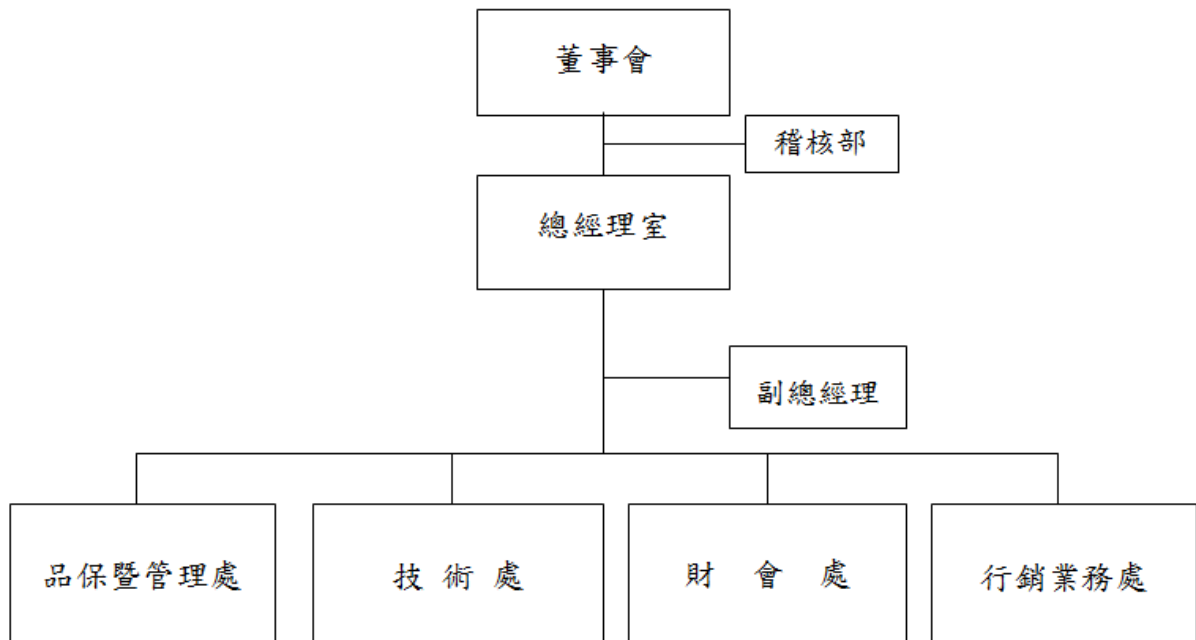 董事會
稽核部
總經理室
副總經理
品保暨管理處
技術處
財會處
行銷業務處